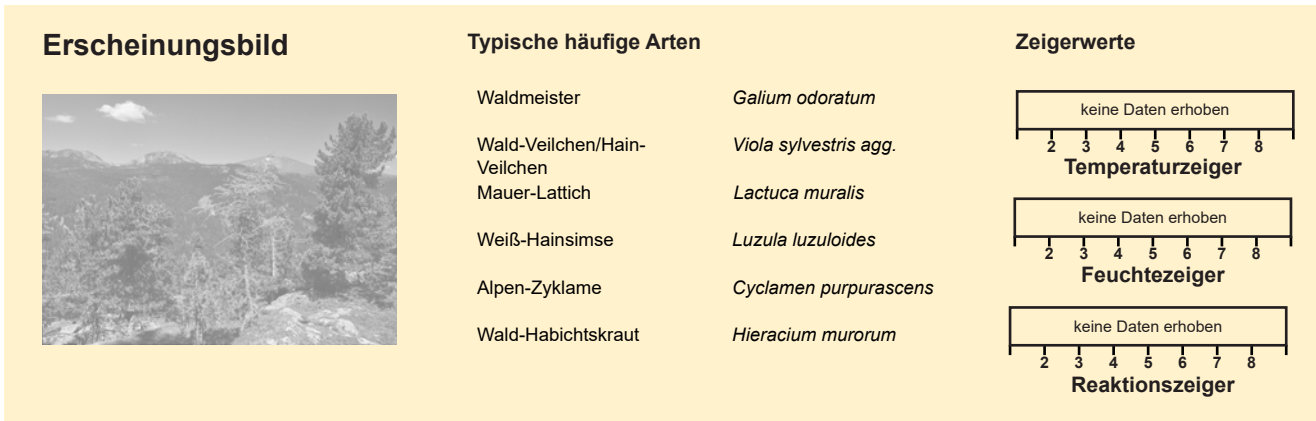 Erscheinungsbild
Typische häufige Arten
Waldmeister Galium odoratum
Wald-Veilchen/Hain- Viola sylvestris agg.
Veilchen
Mauer-Lattich Lactuca muralis
Weiß-Hainsimse Luzula luzuloides
Alpen-Zyklame Cyclamen purpurascens
Wald-Habichtskraut Hieracium murorum
Zeigerwerte
keine Daten erhoben
2 3 4 5 6 7 8
Temperaturzeiger
keine Daten erhoben
2 3 4 5 6 7 8
Feuchtezeiger
keine Daten erhoben
2 3 4 5 6 7 8
Reaktionszeiger